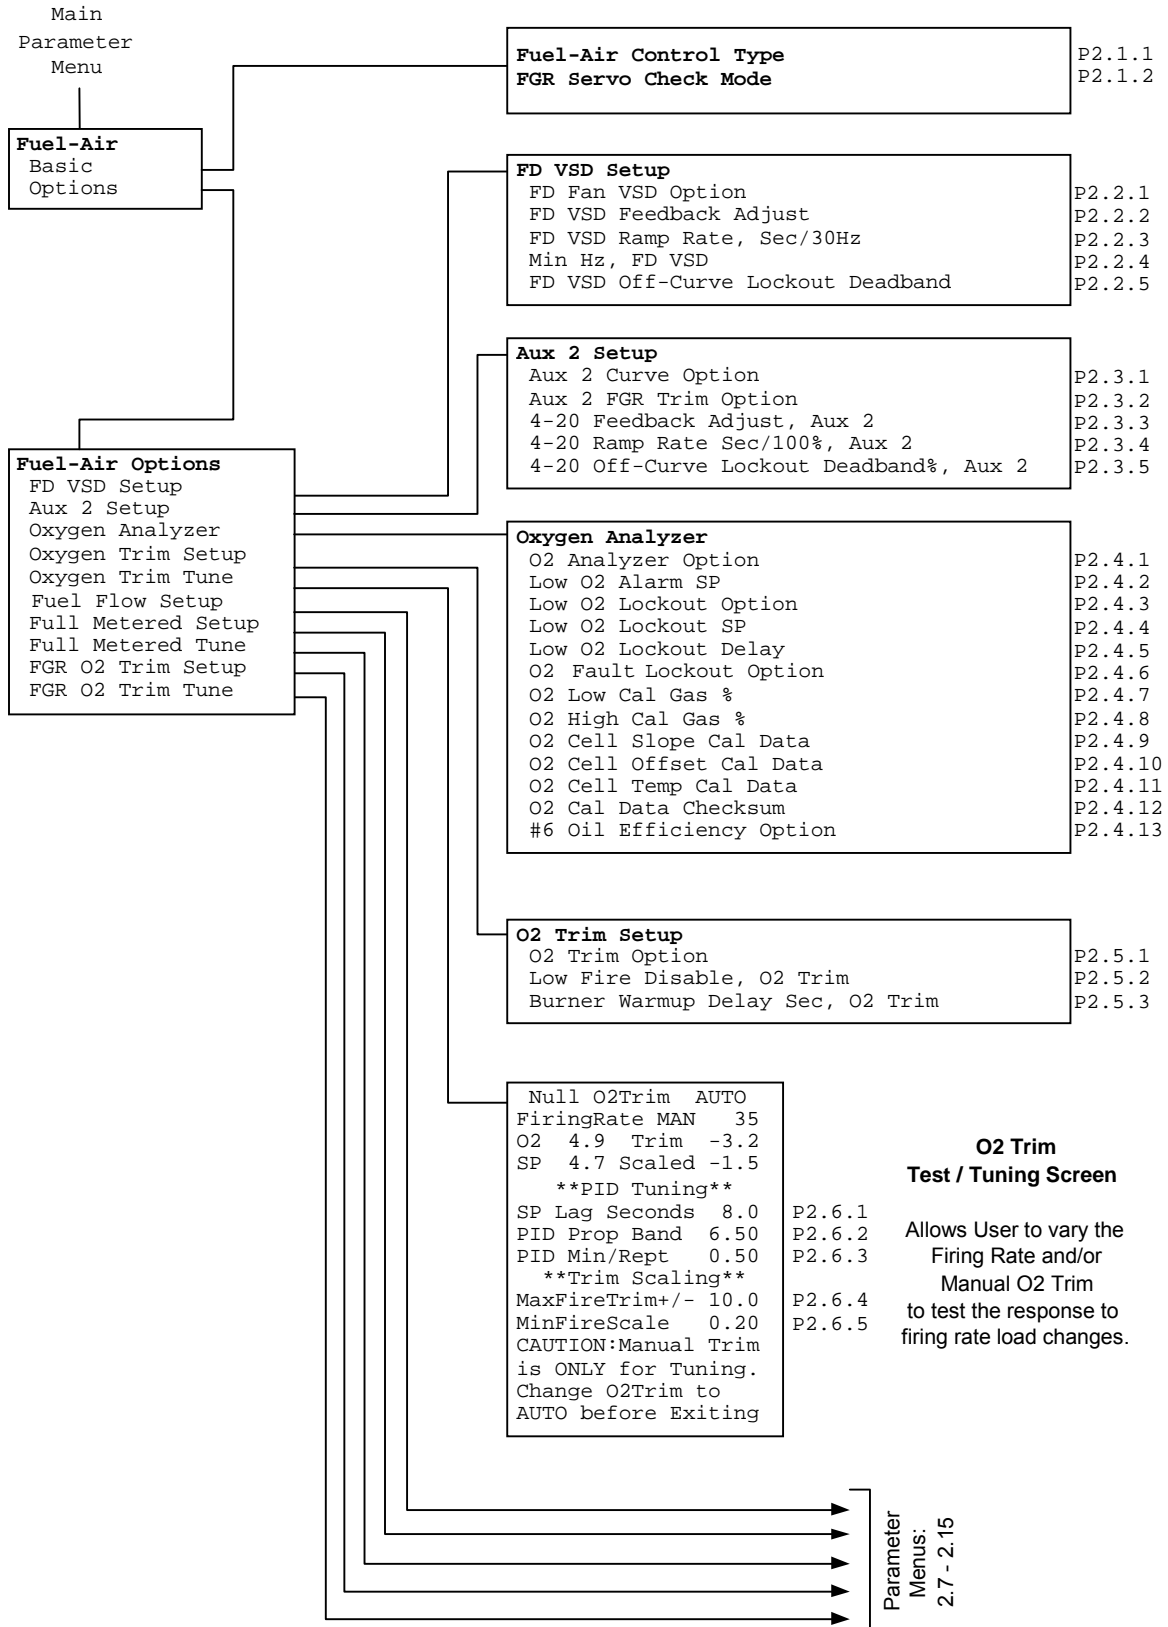 Main
Parameter
Menu
Fuel-Air
Basic
Options
Fuel-Air Control Type P2.1.1
FGR Servo Check Mode P2.1.2
FD VSD Setup
FD Fan VSD Option P2.2.1
FD VSD Feedback Adjust P2.2.2
FD VSD Ramp Rate, Sec/30Hz P2.2.3
Min Hz, FD VSD P2.2.4
FD VSD Off-Curve Lockout Deadband P2.2.5
Aux 2 Setup
Aux 2 Curve Option P2.3.1
Aux 2 FGR Trim Option P2.3.2
4-20 Feedback Adjust, Aux 2 P2.3.3
4-20 Ramp Rate Sec/100%, Aux 2 P2.3.4
4-20 Off-Curve Lockout Deadband%, Aux 2 P2.3.5
Fuel-Air Options
FD VSD Setup
Aux 2 Setup
Oxygen Analyzer
Oxygen Trim Setup
Oxygen Trim Tune
Fuel Flow Setup
Full Metered Setup
Full Metered Tune
FGR O2 Trim Setup
FGR O2 Trim Tune
Oxygen Analyzer
O2 Analyzer Option P2.4.1
Low O2 Alarm SP P2.4.2
Low O2 Lockout Option P2.4.3
Low O2 Lockout SP P2.4.4
Low O2 Lockout Delay P2.4.5
O2 Fault Lockout Option P2.4.6
O2 Low Cal Gas % P2.4.7
O2 High Cal Gas % P2.4.8
O2 Cell Slope Cal Data P2.4.9
O2 Cell Offset Cal Data P2.4.10
O2 Cell Temp Cal Data P2.4.11
O2 Cal Data Checksum P2.4.12
#6 Oil Efficiency Option P2.4.13
O2 Trim Setup
O2 Trim Option P2.5.1
Low Fire Disable, O2 Trim P2.5.2
Burner Warmup Delay Sec, O2 Trim P2.5.3
Null O2Trim AUTO
FiringRate MAN 35
O2 4.9 Trim -3.2
SP 4.7 Scaled -1.5
**PID Tuning**
SP Lag Seconds 8.0 P2.6.1
PID Prop Band 6.50 P2.6.2
PID Min/Rept 0.50 P2.6.3
**Trim Scaling**
MaxFireTrim+/- 10.0 P2.6.4
MinFireScale 0.20 P2.6.5
CAUTION:Manual Trim
is ONLY for Tuning.
Change O2Trim to
AUTO before Exiting
O2 Trim
Test / Tuning Screen
Allows User to vary the
Firing Rate and/or
Manual O2 Trim
to test the response to
firing rate load changes.
Parameter
Menus:
2.7 - 2.15